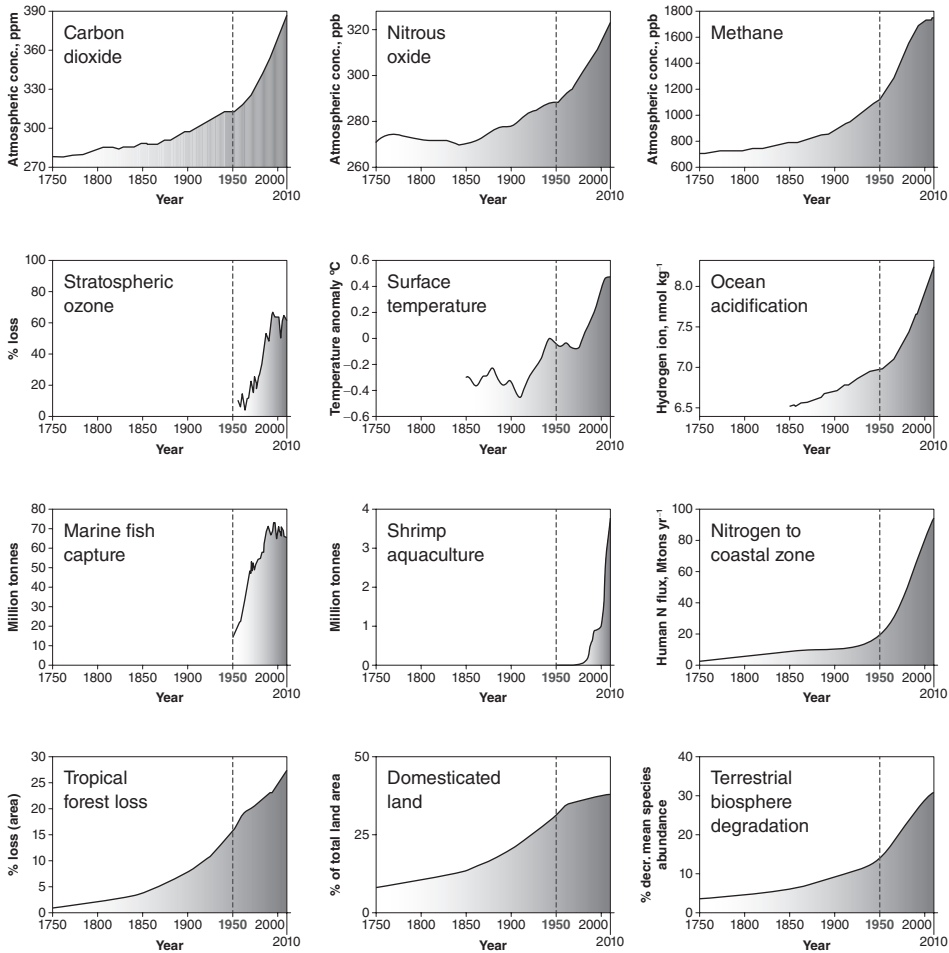 Atmospheric conc., ppm
Carbon
dioxide
390
330
300
270
1750 1800 1850 1900 1950 2000
2010
Year
Atmospheric conc., ppb
Nitrous
oxide
320
300
280
260
1750 1800 1850 1900 1950 2000
2010
Year
Atmospheric conc., ppb
Methane
1800
1600
1400
1200
1000
800
600
1750 1800 1850 1900 1950 2000
2010
Year
% loss
Stratospheric
ozone
100
80
60
40
20
0
1750 1800 1850 1900 1950 2000
2010
Year
Temperature anomaly ºC
Surface
temperature
0.6
0.4
0.2
0
–0.2
–0.4
–0.6
1750 1800 1850 1900 1950 2000
2010
Year
Hydrogen ion, nmol kg⁻¹
Ocean
acidification
8.0
7.5
7.0
6.5
1750 1800 1850 1900 1950 2000
2010
Year
Million tonnes
Marine fish
capture
80
70
60
50
40
30
20
10
0
1750 1800 1850 1900 1950 2000
2010
Year
Million tonnes
Shrimp
aquaculture
4
3
2
1
0
1750 1800 1850 1900 1950 2000
2010
Year
Human N flux, Mtons yr⁻¹
Nitrogen to
coastal zone
100
80
60
40
20
0
1750 1800 1850 1900 1950 2000
2010
Year
% loss (area)
Tropical
forest loss
30
25
20
15
10
5
0
1750 1800 1850 1900 1950 2000
2010
Year
% of total land area
Domesticated
land
50
25
0
1750 1800 1850 1900 1950 2000
2010
Year
% decr. mean species
abundance
Terrestrial
biosphere
degradation
40
30
20
10
0
1750 1800 1850 1900 1950 2000
2010
Year